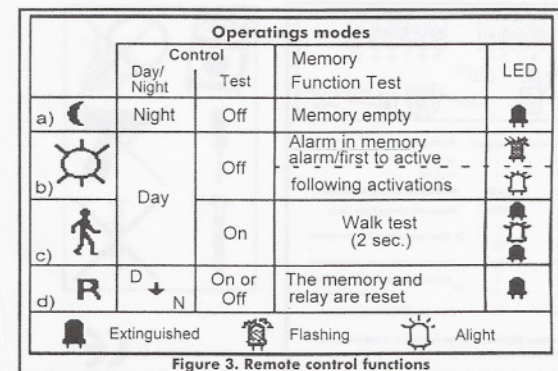 Operatings modes
Control
Day/
Night
Test
Memory
Function Test
LED
a)
Night
Off
Memory empty
b)
Day
Off
Alarm in memory
alarm/first to active
following activations
c)
On
Walk test
(2 sec.)
d)
R
D
N
On or
Off
The memory and
relay are reset
Extinguished
Flashing
Alight
Figure 3. Remote control functions